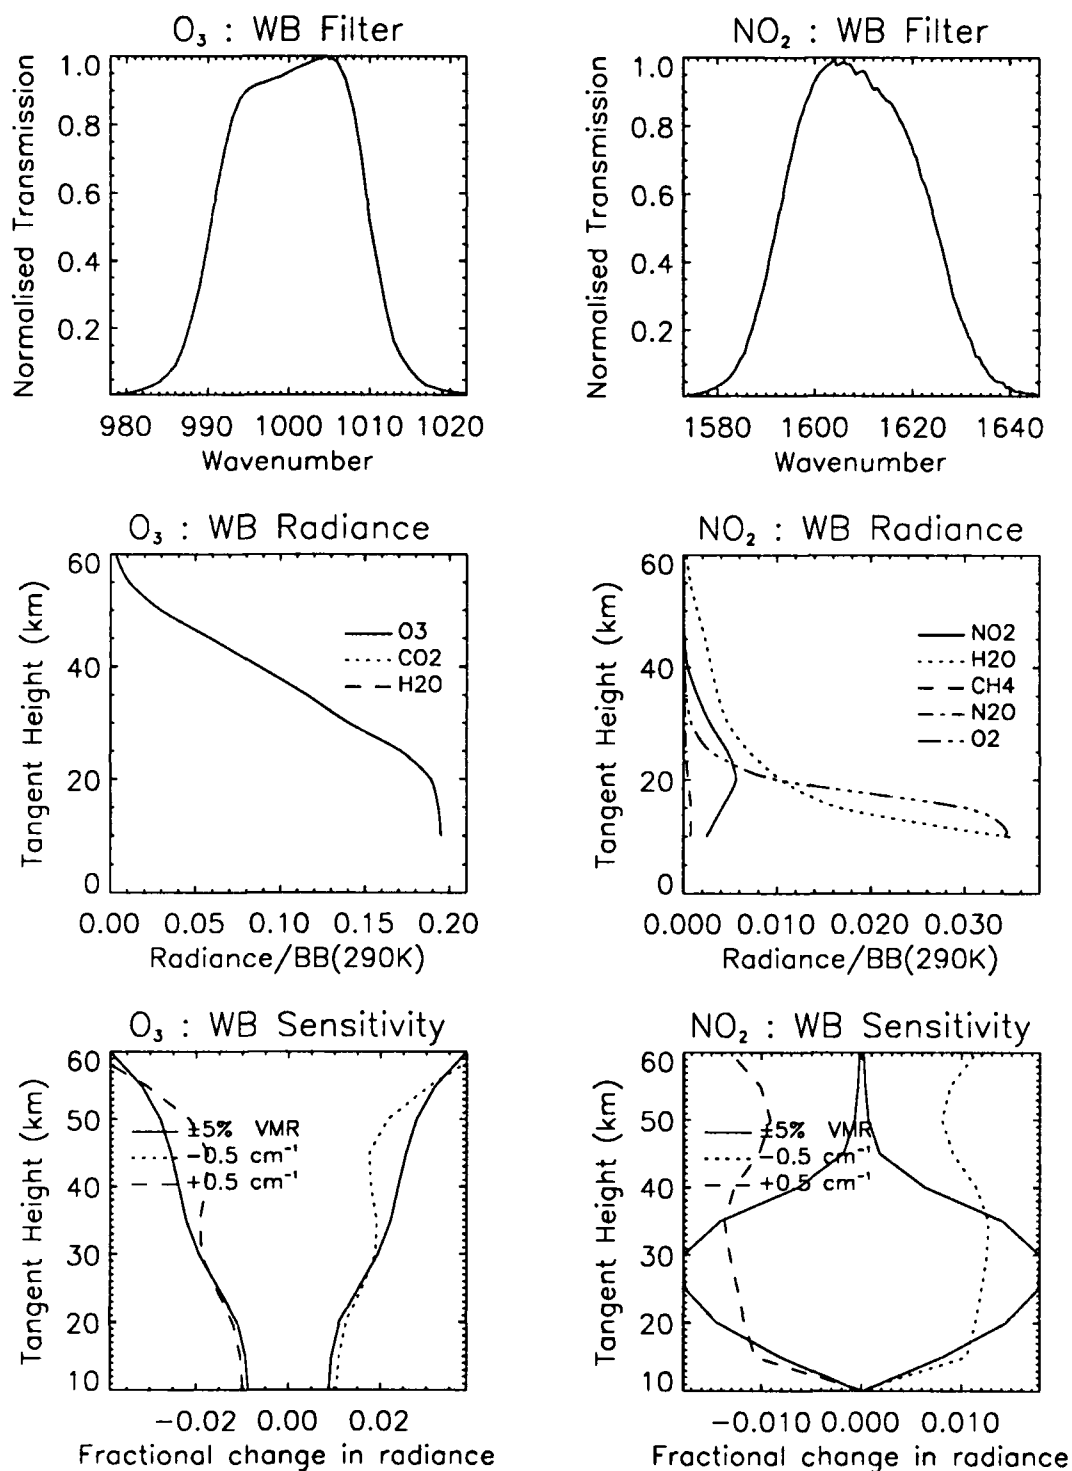 O₃ : WB Filter
Normalised Transmission
1.0
0.8
0.6
0.4
0.2
980 990 1000 1010 1020
Wavenumber
NO₂ : WB Filter
Normalised Transmission
1.0
0.8
0.6
0.4
0.2
1580 1600 1620 1640
Wavenumber
O₃ : WB Radiance
Tangent Height (km)
60
40
20
0
O3
CO2
H2O
0.00 0.05 0.10 0.15 0.20
Radiance/BB(290K)
NO₂ : WB Radiance
Tangent Height (km)
60
40
20
0
NO2
H2O
CH4
N2O
O2
0.000 0.010 0.020 0.030
Radiance/BB(290K)
O₃ : WB Sensitivity
Tangent Height (km)
60
50
40
30
20
10
±5% VMR
−0.5 cm⁻¹
+0.5 cm⁻¹
−0.02 0.00 0.02
Fractional change in radiance
NO₂ : WB Sensitivity
Tangent Height (km)
60
50
40
30
20
10
±5% VMR
−0.5 cm⁻¹
+0.5 cm⁻¹
−0.010 0.000 0.010
Fractional change in radiance